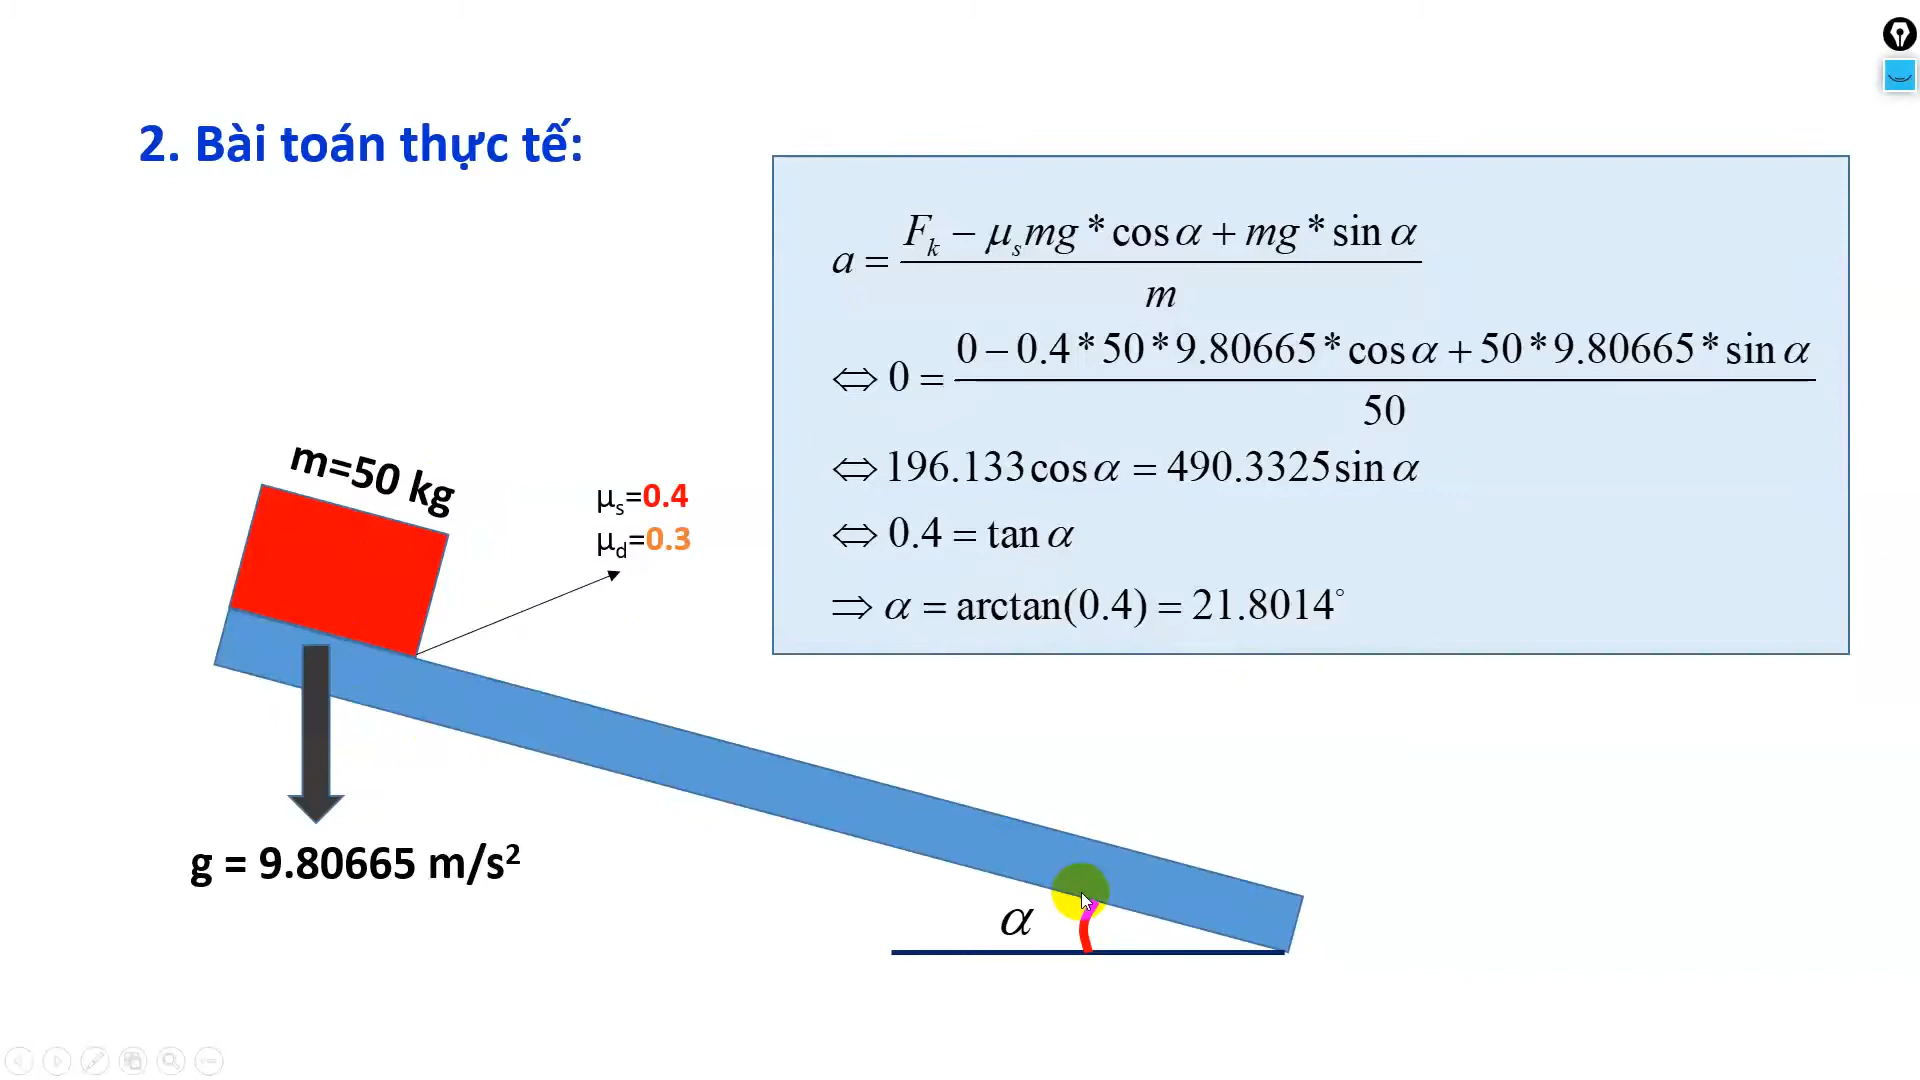 2. Bài toán thực tế:
a = \frac{F_k - μ_s mg * cos α + mg * sin α}{m}
⇔ 0 = \frac{0 - 0.4 * 50 * 9.80665 * cos α + 50 * 9.80665 * sin α}{50}
⇔ 196.133 cos α = 490.3325 sin α
⇔ 0.4 = tan α
⇒ α = arctan(0.4) = 21.8014°
m=50 kg
μ_s=0.4
μ_d=0.3
g = 9.80665 m/s²
α